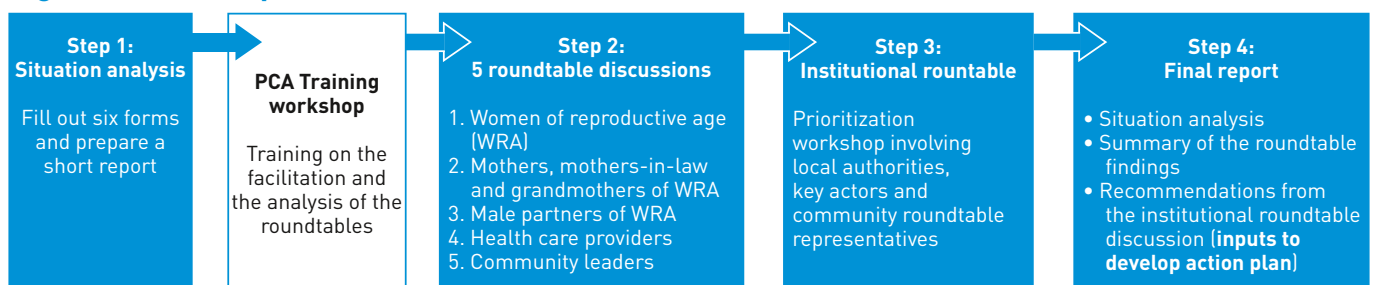 Step 1:
Situation analysis
Fill out six forms
and prepare a
short report
PCA Training
workshop
Training on the
facilitation and
the analysis of the
roundtables
Step 2:
5 roundtable discussions
1. Women of reproductive age
(WRA)
2. Mothers, mothers-in-law
and grandmothers of WRA
3. Male partners of WRA
4. Health care providers
5. Community leaders
Step 3:
Institutional rountable
Prioritization
workshop involving
local authorities,
key actors and
community roundtable
representatives
Step 4:
Final report
• Situation analysis
• Summary of the roundtable
findings
• Recommendations from
the institutional roundtable
discussion (inputs to
develop action plan)